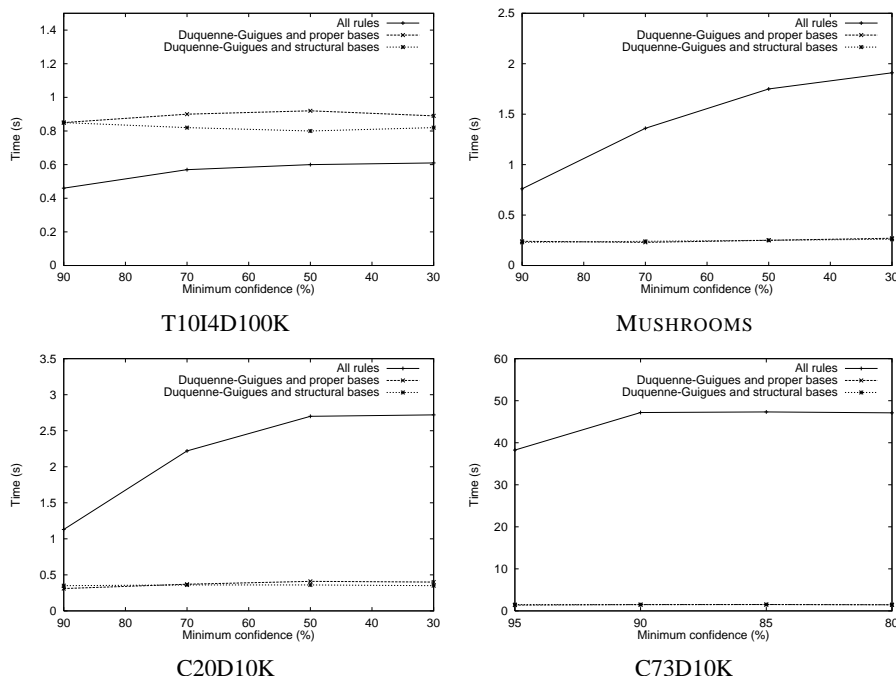 All rules
Duquenne-Guigues and proper bases
Duquenne-Guigues and structural bases
Time (s)
1.4
1.2
1
0.8
0.6
0.4
0.2
0
90 80 70 60 50 40 30
Minimum confidence (%)
T10I4D100K
All rules
Duquenne-Guigues and proper bases
Duquenne-Guigues and structural bases
Time (s)
2.5
2
1.5
1
0.5
0
90 80 70 60 50 40 30
Minimum confidence (%)
MUSHROOMS
All rules
Duquenne-Guigues and proper bases
Duquenne-Guigues and structural bases
Time (s)
3.5
3
2.5
2
1.5
1
0.5
0
90 80 70 60 50 40 30
Minimum confidence (%)
C20D10K
All rules
Duquenne-Guigues and proper bases
Duquenne-Guigues and structural bases
Time (s)
60
50
40
30
20
10
0
95 90 85 80
Minimum confidence (%)
C73D10K